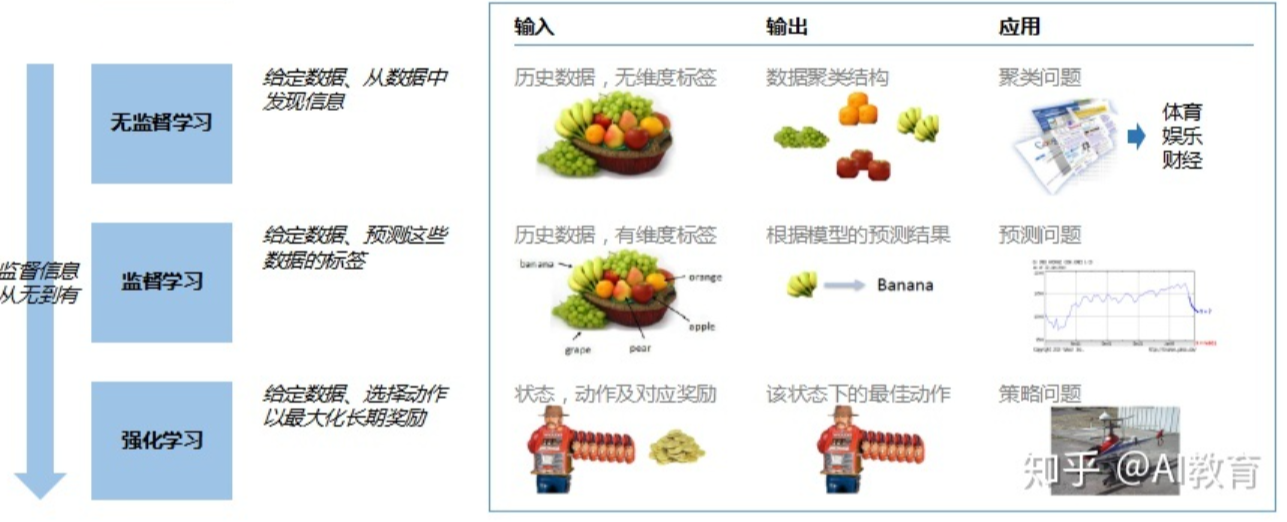 输入
输出
应用
无监督学习
给定数据、从数据中
发现信息
历史数据，无维度标签
数据聚类结构
聚类问题
体育
娱乐
财经
监督信息
从无到有
监督学习
给定数据、预测这些
数据的标签
历史数据，有维度标签
banana
orange
apple
pear
grape
根据模型的预测结果
Banana
预测问题
强化学习
给定数据、选择动作
以最大化长期奖励
状态，动作及对应奖励
该状态下的最佳动作
策略问题
知乎 @AI教育